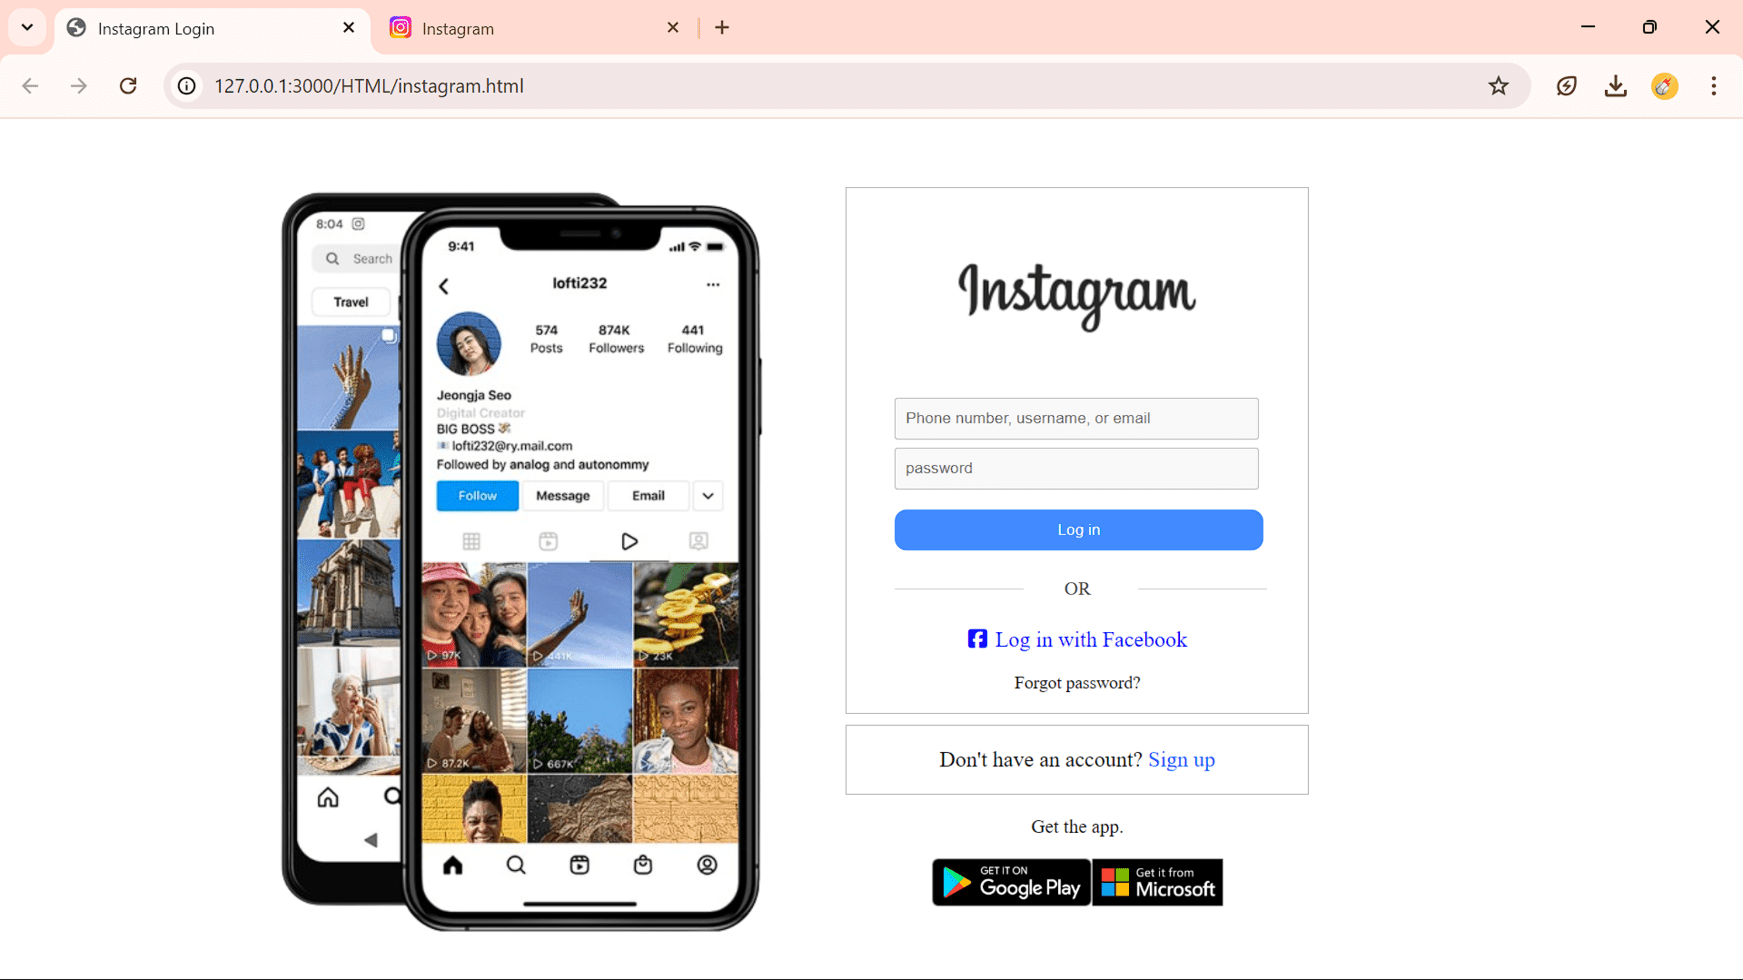 Instagram Login
Instagram
127.0.0.1:3000/HTML/instagram.html
8:04
Search
Travel
9:41
lofti232
574 874K 441
Posts Followers Following
Jeongja Seo
Digital Creator
BIG BOSS
lofti232@ry.mail.com
Followed by analog and autonommy
Follow Message Email
97K 441K 23K
87.2K 667K
Instagram
Phone number, username, or email
password
Log in
OR
Log in with Facebook
Forgot password?
Don't have an account? Sign up
Get the app.
GET IT ON
Google Play
Get it from
Microsoft